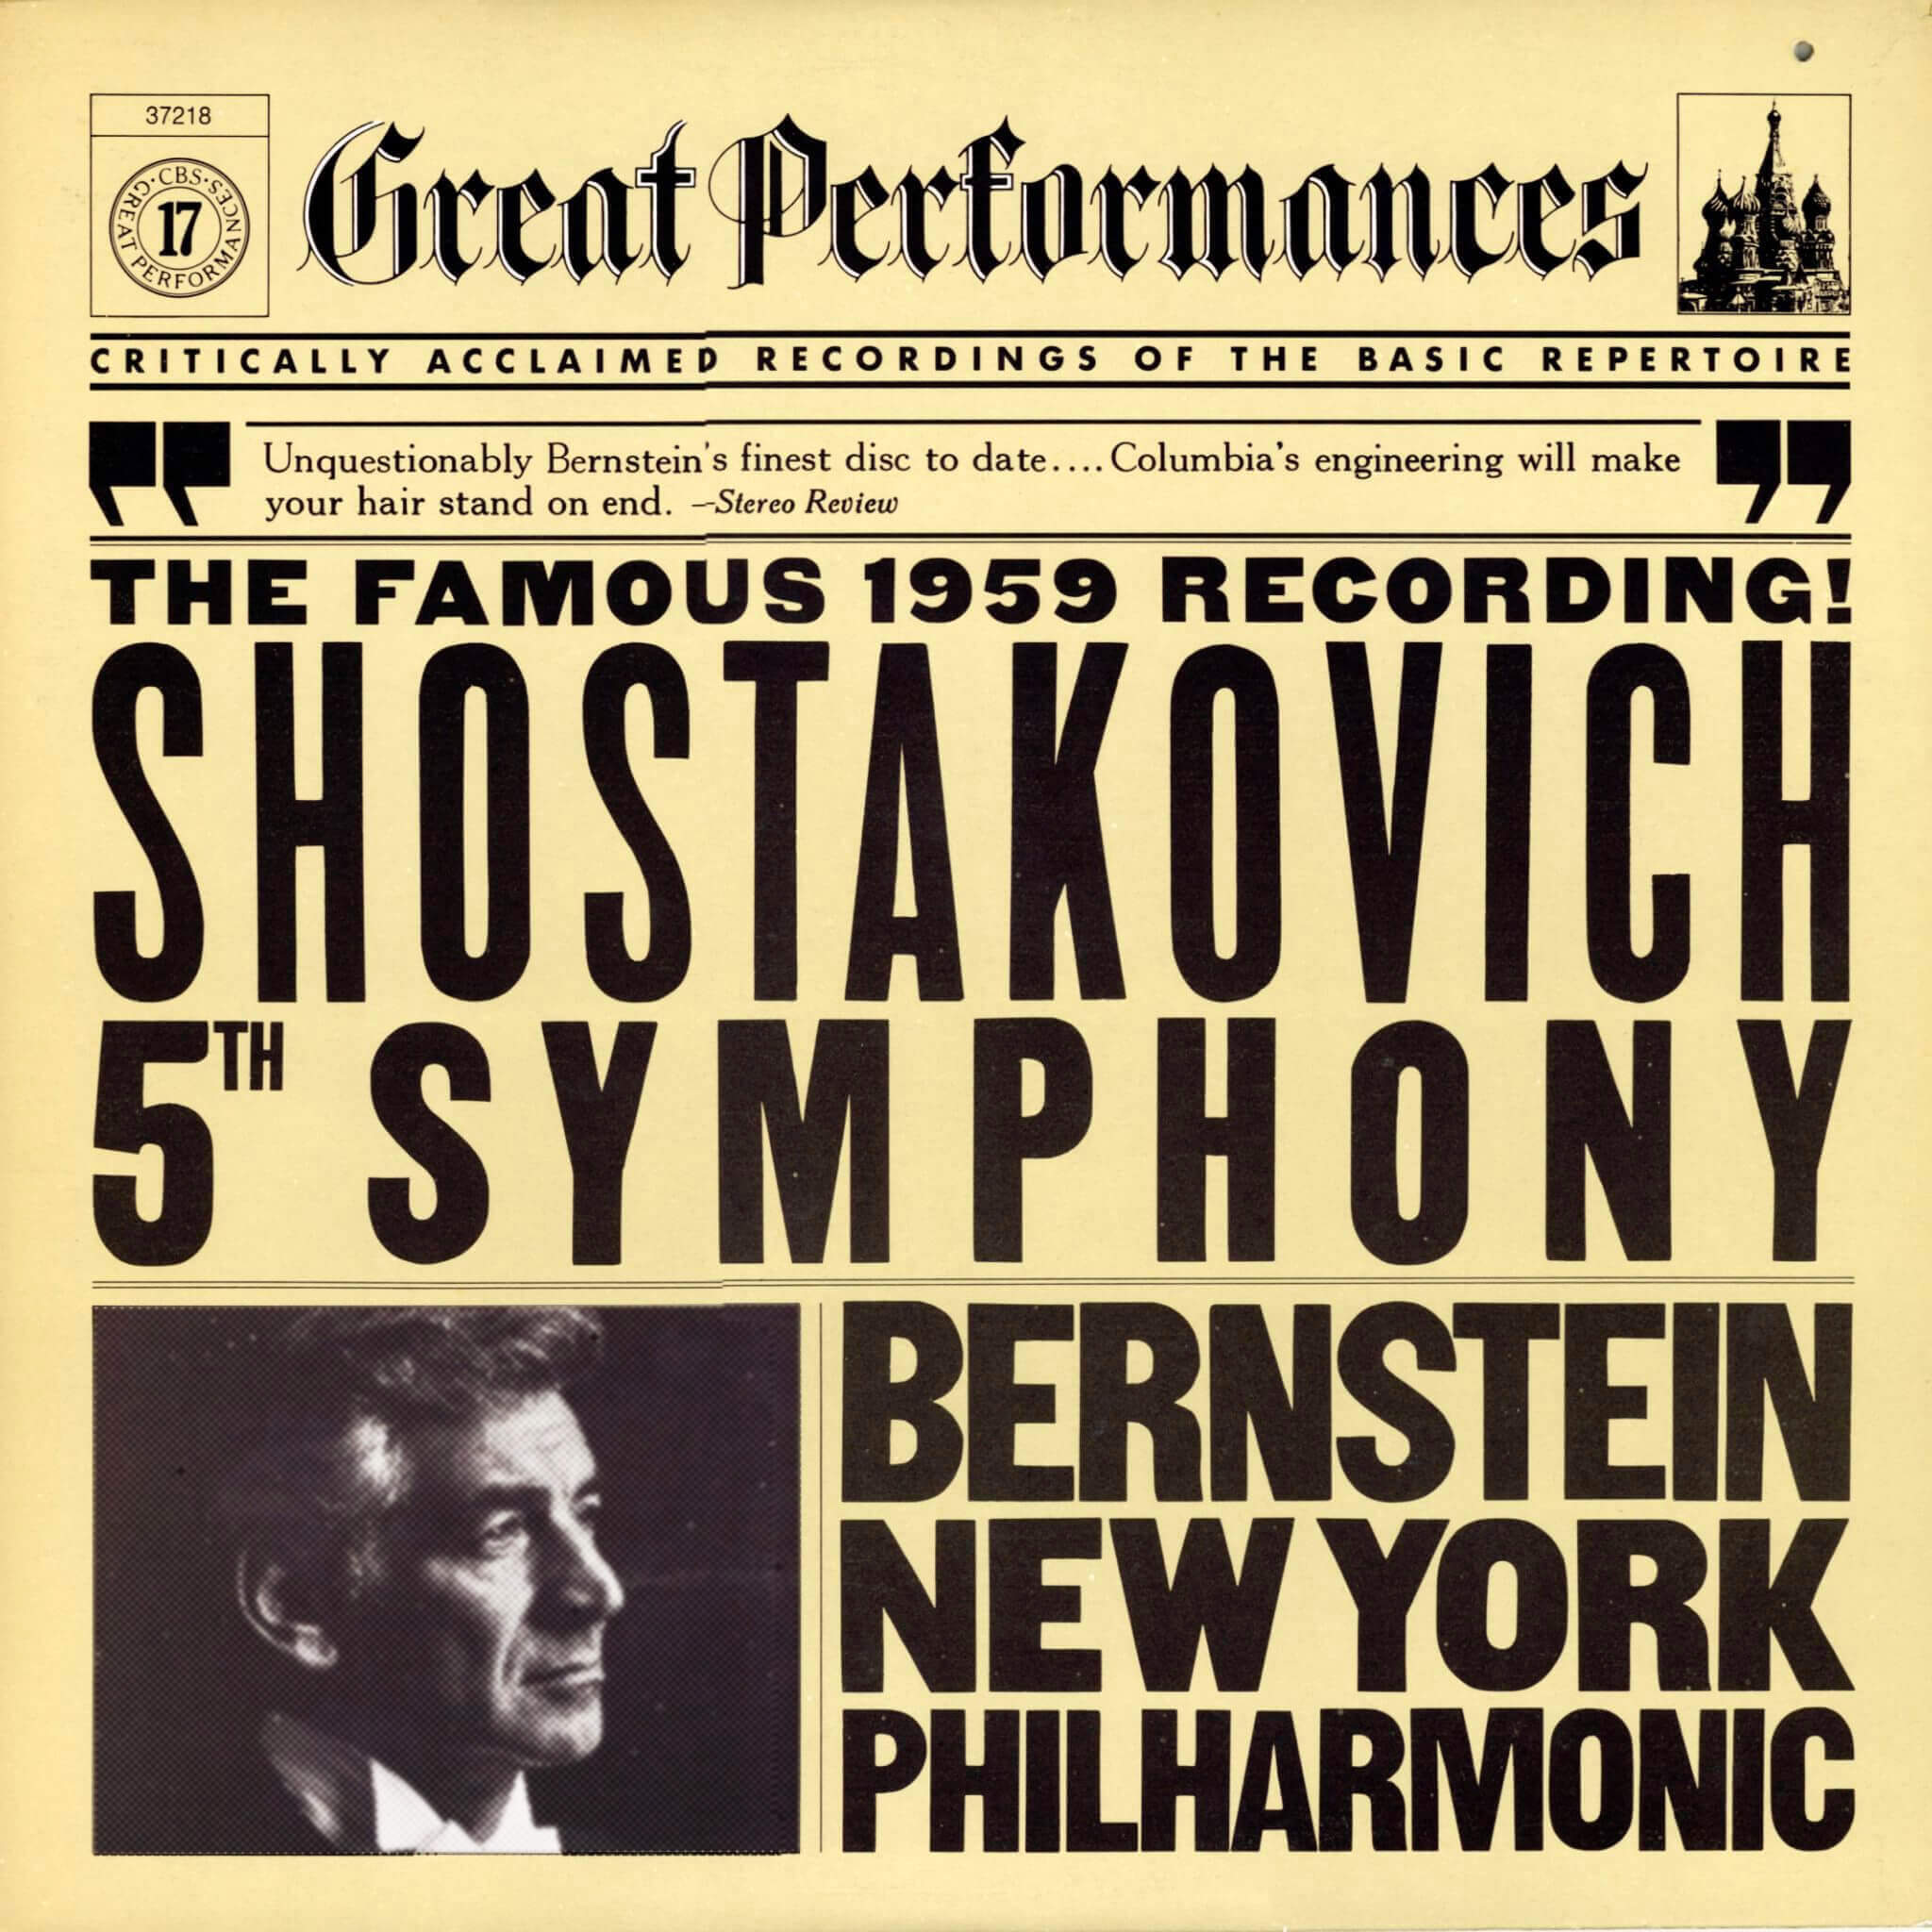 37218
·CBS·
GREAT PERFORMANCES
17
Great Performances
CRITICALLY ACCLAIMED RECORDINGS OF THE BASIC REPERTOIRE
"Unquestionably Bernstein's finest disc to date....Columbia's engineering will make
your hair stand on end. —Stereo Review"
THE FAMOUS 1959 RECORDING!
SHOSTAKOVICH
5TH SYMPHONY
BERNSTEIN
NEW YORK
PHILHARMONIC